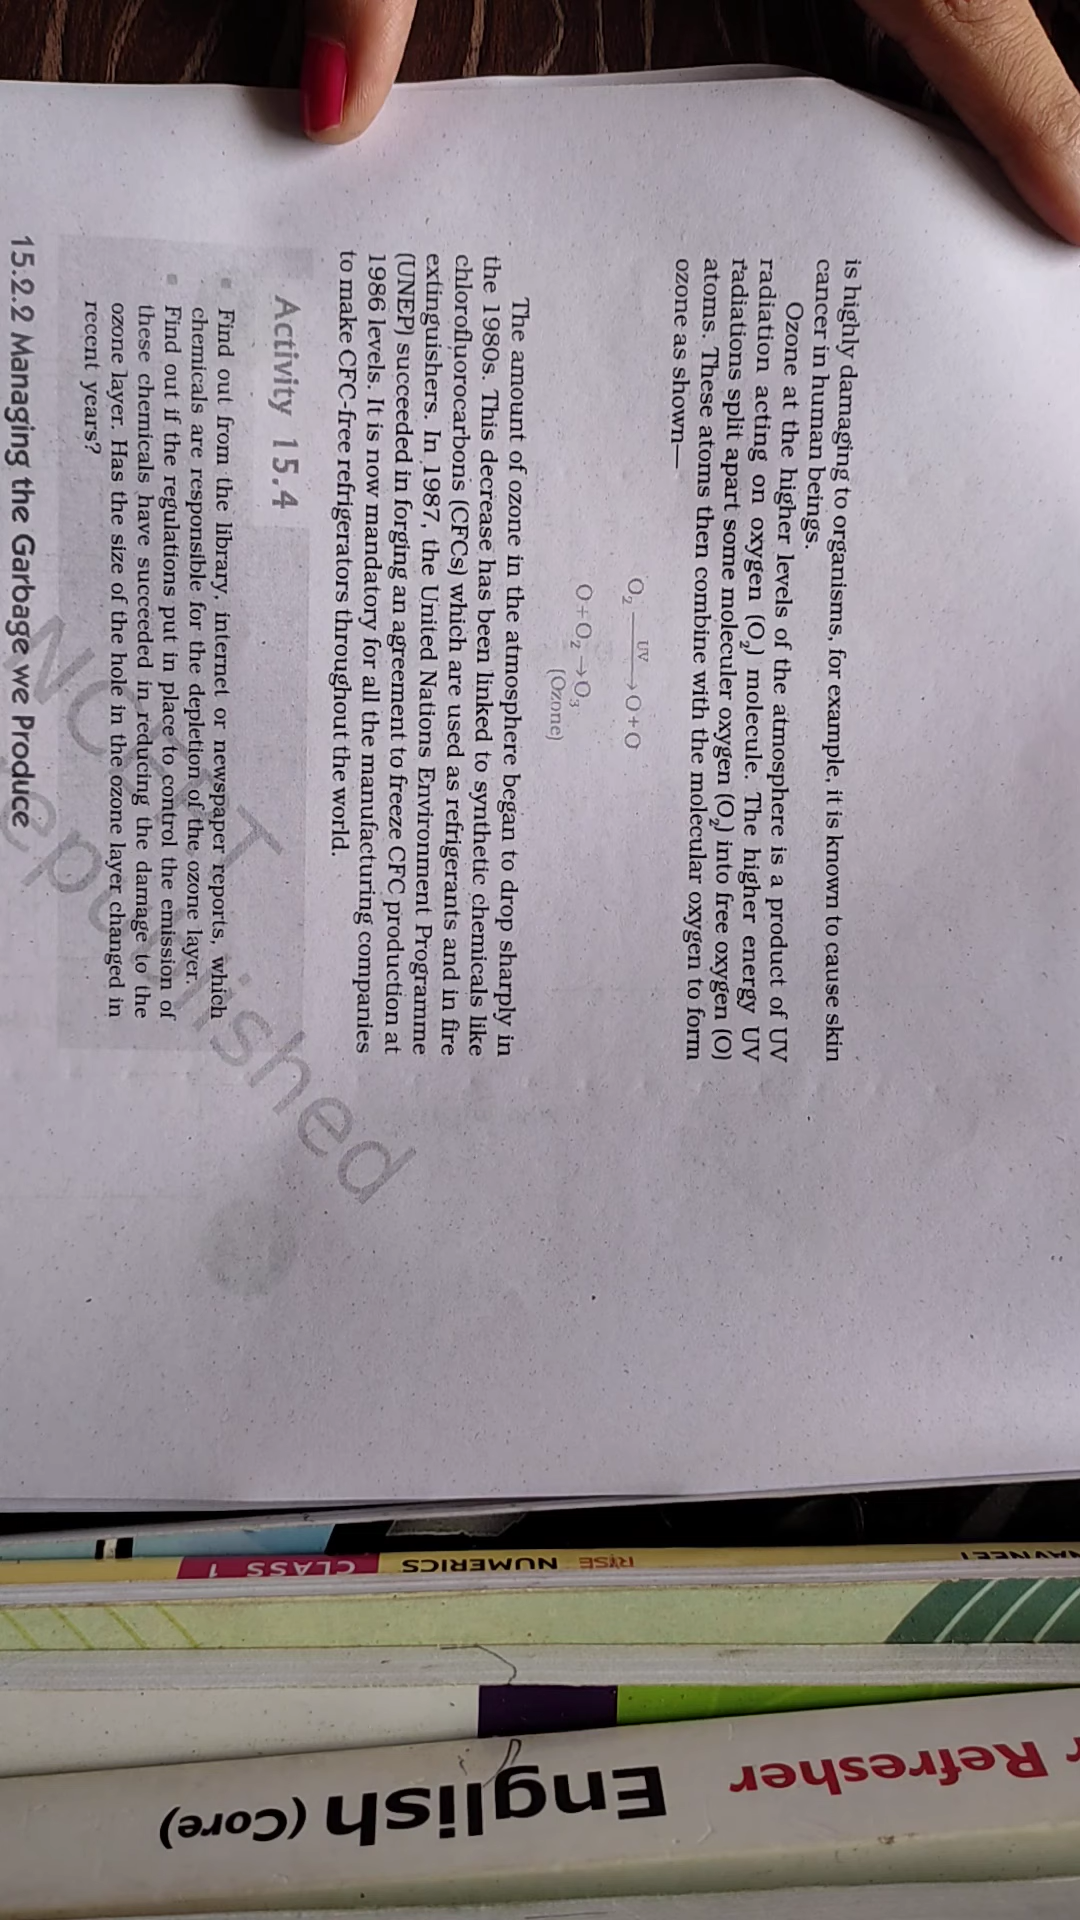 is highly damaging to organisms, for example, it is known to cause skin
cancer in human beings.
Ozone at the higher levels of the atmosphere is a product of UV
radiation acting on oxygen (O₂) molecule. The higher energy UV
radiations split apart some moleculer oxygen (O₂) into free oxygen (O)
atoms. These atoms then combine with the molecular oxygen to form
ozone as shown—
O₂ —UV→ O+O
O+O₂ → O₃
(Ozone)
The amount of ozone in the atmosphere began to drop sharply in
the 1980s. This decrease has been linked to synthetic chemicals like
chlorofluorocarbons (CFCs) which are used as refrigerants and in fire
extinguishers. In 1987, the United Nations Environment Programme
(UNEP) succeeded in forging an agreement to freeze CFC production at
1986 levels. It is now mandatory for all the manufacturing companies
to make CFC-free refrigerators throughout the world.
Activity 15.4
Find out from the library, internet or newspaper reports, which
chemicals are responsible for the depletion of the ozone layer.
Find out if the regulations put in place to control the emission of
these chemicals have succeeded in reducing the damage to the
ozone layer. Has the size of the hole in the ozone layer changed in
recent years?
15.2.2 Managing the Garbage we Produce
NCERT
epublished
NAVNEET
RISE NUMERICS CLASS 1
r Refresher English (Core)